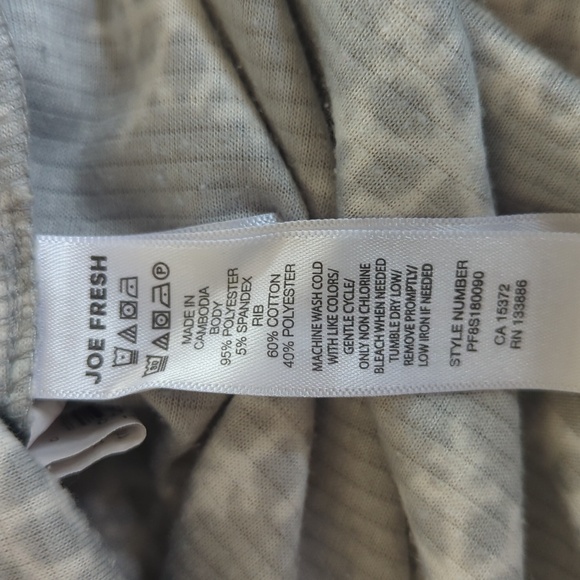 JOE FRESH
MADE IN
CAMBODIA
BODY
95% POLYESTER
5% SPANDEX
RIB
60% COTTON
40% POLYESTER
MACHINE WASH COLD
WITH LIKE COLORS/
GENTLE CYCLE/
ONLY NON CHLORINE
BLEACH WHEN NEEDED
TUMBLE DRY LOW/
REMOVE PROMPTLY/
LOW IRON IF NEEDED
STYLE NUMBER
PF8S180090
CA 15372
RN 133886